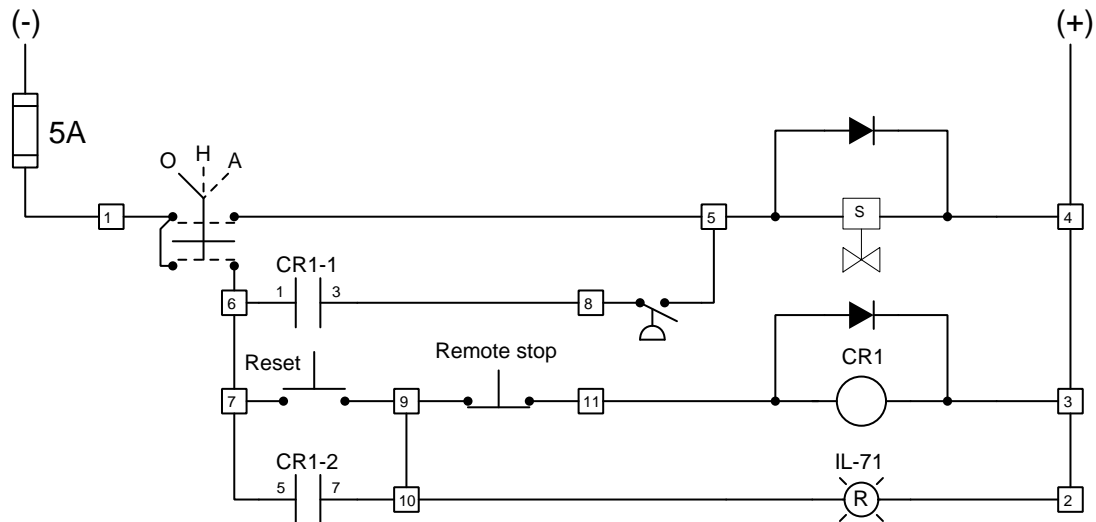 (-) (+)
5A
O H A
1 5 S 4
CR1-1
6 1 3 8
Reset Remote stop CR1
7 9 11 3
CR1-2 IL-71
5 7 10 R 2